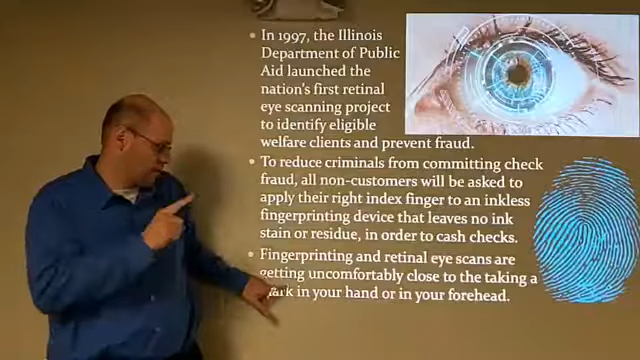 • In 1997, the Illinois
Department of Public
Aid launched the
nation's first retinal
eye scanning project
to identify eligible
welfare clients and prevent fraud.
• To reduce criminals from committing check
fraud, all non-customers will be asked to
apply their right index finger to an inkless
fingerprinting device that leaves no ink
stain or residue, in order to cash checks.
• Fingerprinting and retinal eye scans are
getting uncomfortably close to the taking a
in your hand or in your forehead.